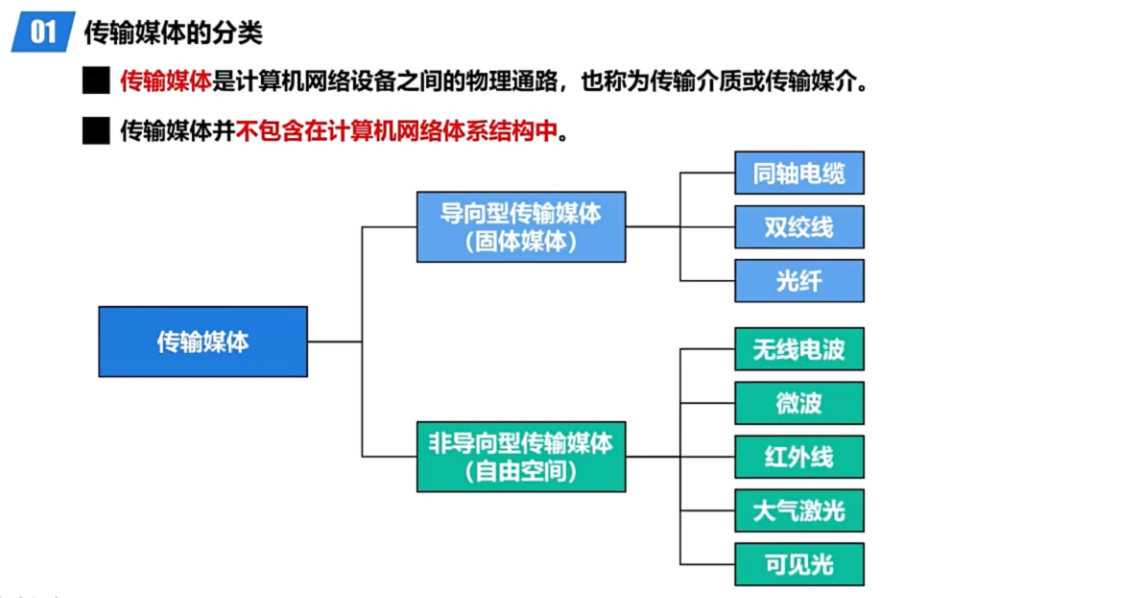 01 传输媒体的分类
传输媒体是计算机网络设备之间的物理通路，也称为传输介质或传输媒介。
传输媒体并不包含在计算机网络体系结构中。
传输媒体
导向型传输媒体
（固体媒体）
同轴电缆
双绞线
光纤
非导向型传输媒体
（自由空间）
无线电波
微波
红外线
大气激光
可见光